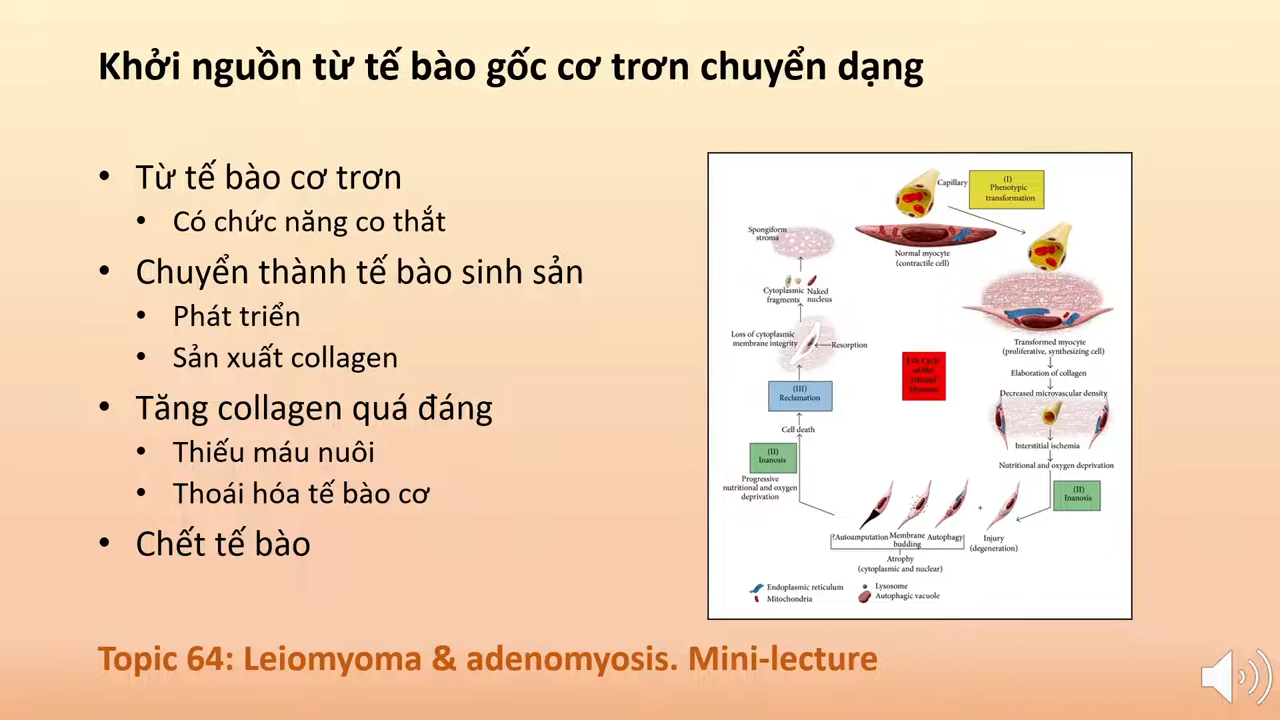 Khởi nguồn từ tế bào gốc cơ trơn chuyển dạng
• Từ tế bào cơ trơn
• Có chức năng co thắt
• Chuyển thành tế bào sinh sản
• Phát triển
• Sản xuất collagen
• Tăng collagen quá đáng
• Thiếu máu nuôi
• Thoái hóa tế bào cơ
• Chết tế bào
Capillary
(I)
Phenotypic
transformation
Normal myocyte
(contractile cell)
Spongiform
stroma
Cytoplasmic
fragments
Naked
nucleus
Loss of cytoplasmic
membrane integrity
Resorption
(III)
Reclamation
Cell death
(II)
Inanosis
Progressive
nutritional and oxygen
deprivation
Transformed myocyte
(proliferative, synthesizing cell)
Elaboration of collagen
Decreased microvascular density
Interstitial ischemia
Nutritional and oxygen deprivation
(II)
Inanosis
?Autoamputation
Membrane
budding
Autophagy
+
Injury
(degeneration)
Atrophy
(cytoplasmic and nuclear)
Endoplasmic reticulum
Mitochondria
Lysosome
Autophagic vacuole
Topic 64: Leiomyoma & adenomyosis. Mini-lecture